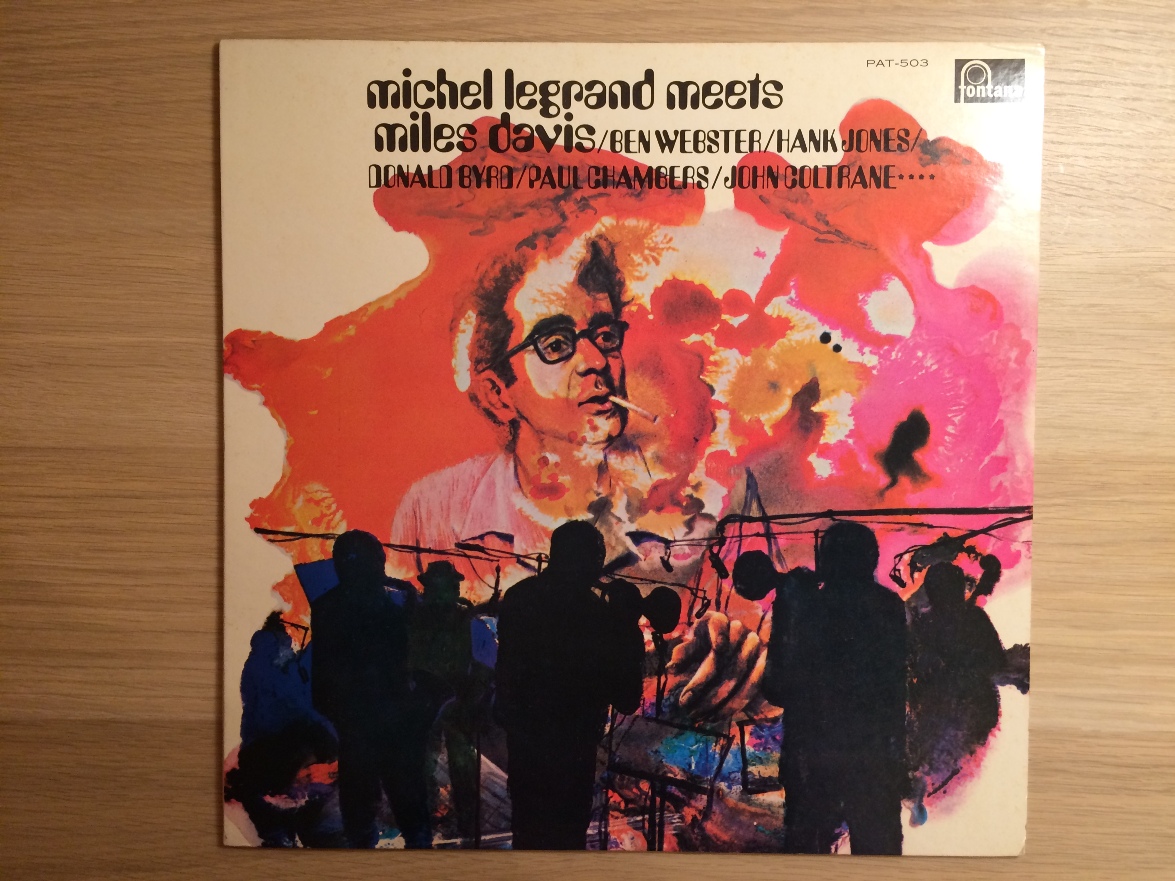 PAT-503
fontana
michel legrand meets
miles davis/BEN WEBSTER/HANK JONES/
DONALD BYRD/PAUL CHAMBERS/JOHN COLTRANE····